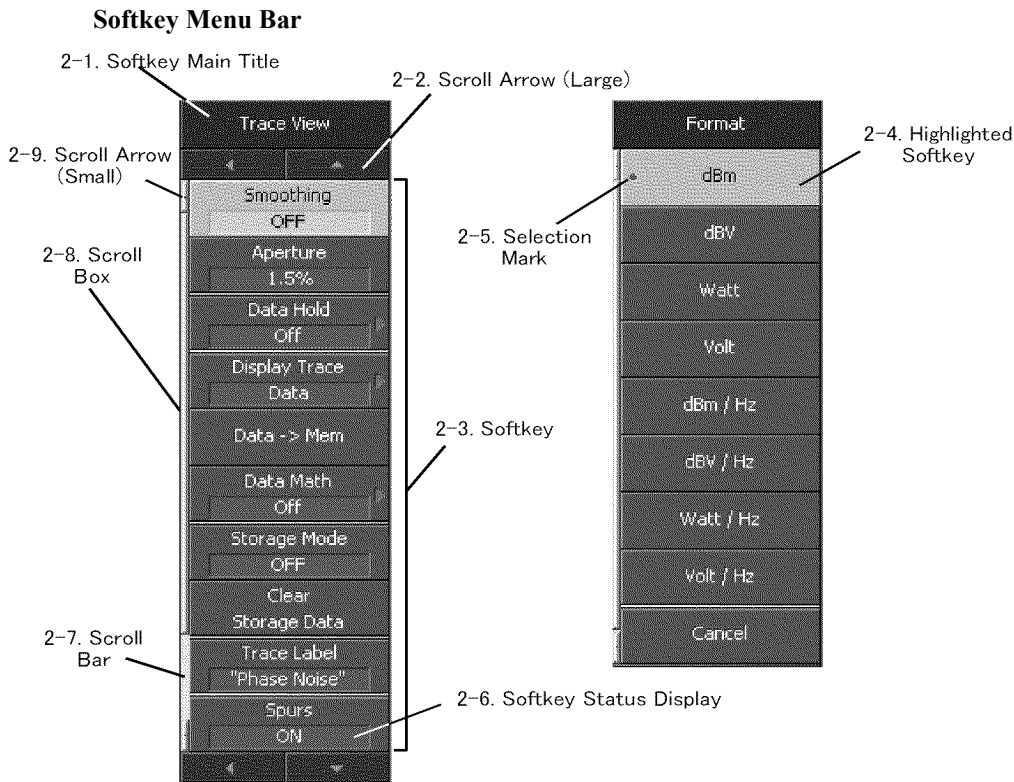 Softkey Menu Bar
2-1. Softkey Main Title
2-2. Scroll Arrow (Large)
Trace View
2-9. Scroll Arrow
(Small)
Smoothing
OFF
Aperture
1.5%
2-8. Scroll
Box
Data Hold
Off
Display Trace
Data
Data -> Mem
2-3. Softkey
Data Math
Off
Storage Mode
OFF
Clear
Storage Data
2-7. Scroll
Bar
Trace Label
"Phase Noise"
Spurs
ON
2-6. Softkey Status Display
Format
2-4. Highlighted
Softkey
dBm
2-5. Selection
Mark
dBV
Watt
Volt
dBm / Hz
dBV / Hz
Watt / Hz
Volt / Hz
Cancel